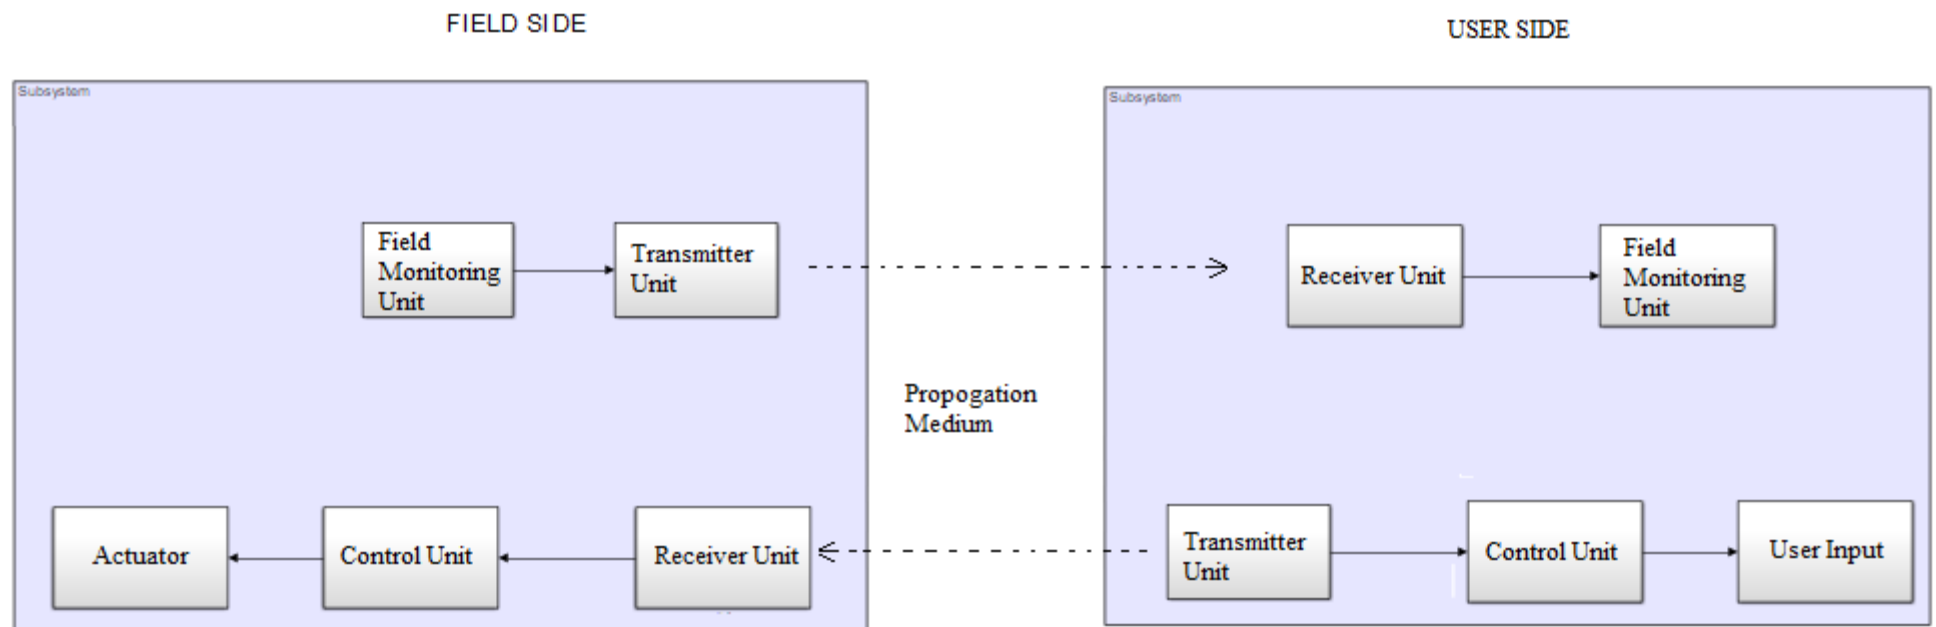 FIELD SIDE
USER SIDE
Subsystem
Subsystem
Field
Monitoring
Unit
Transmitter
Unit
Receiver Unit
Field
Monitoring
Unit
Propogation
Medium
Actuator
Control Unit
Receiver Unit
Transmitter
Unit
Control Unit
User Input